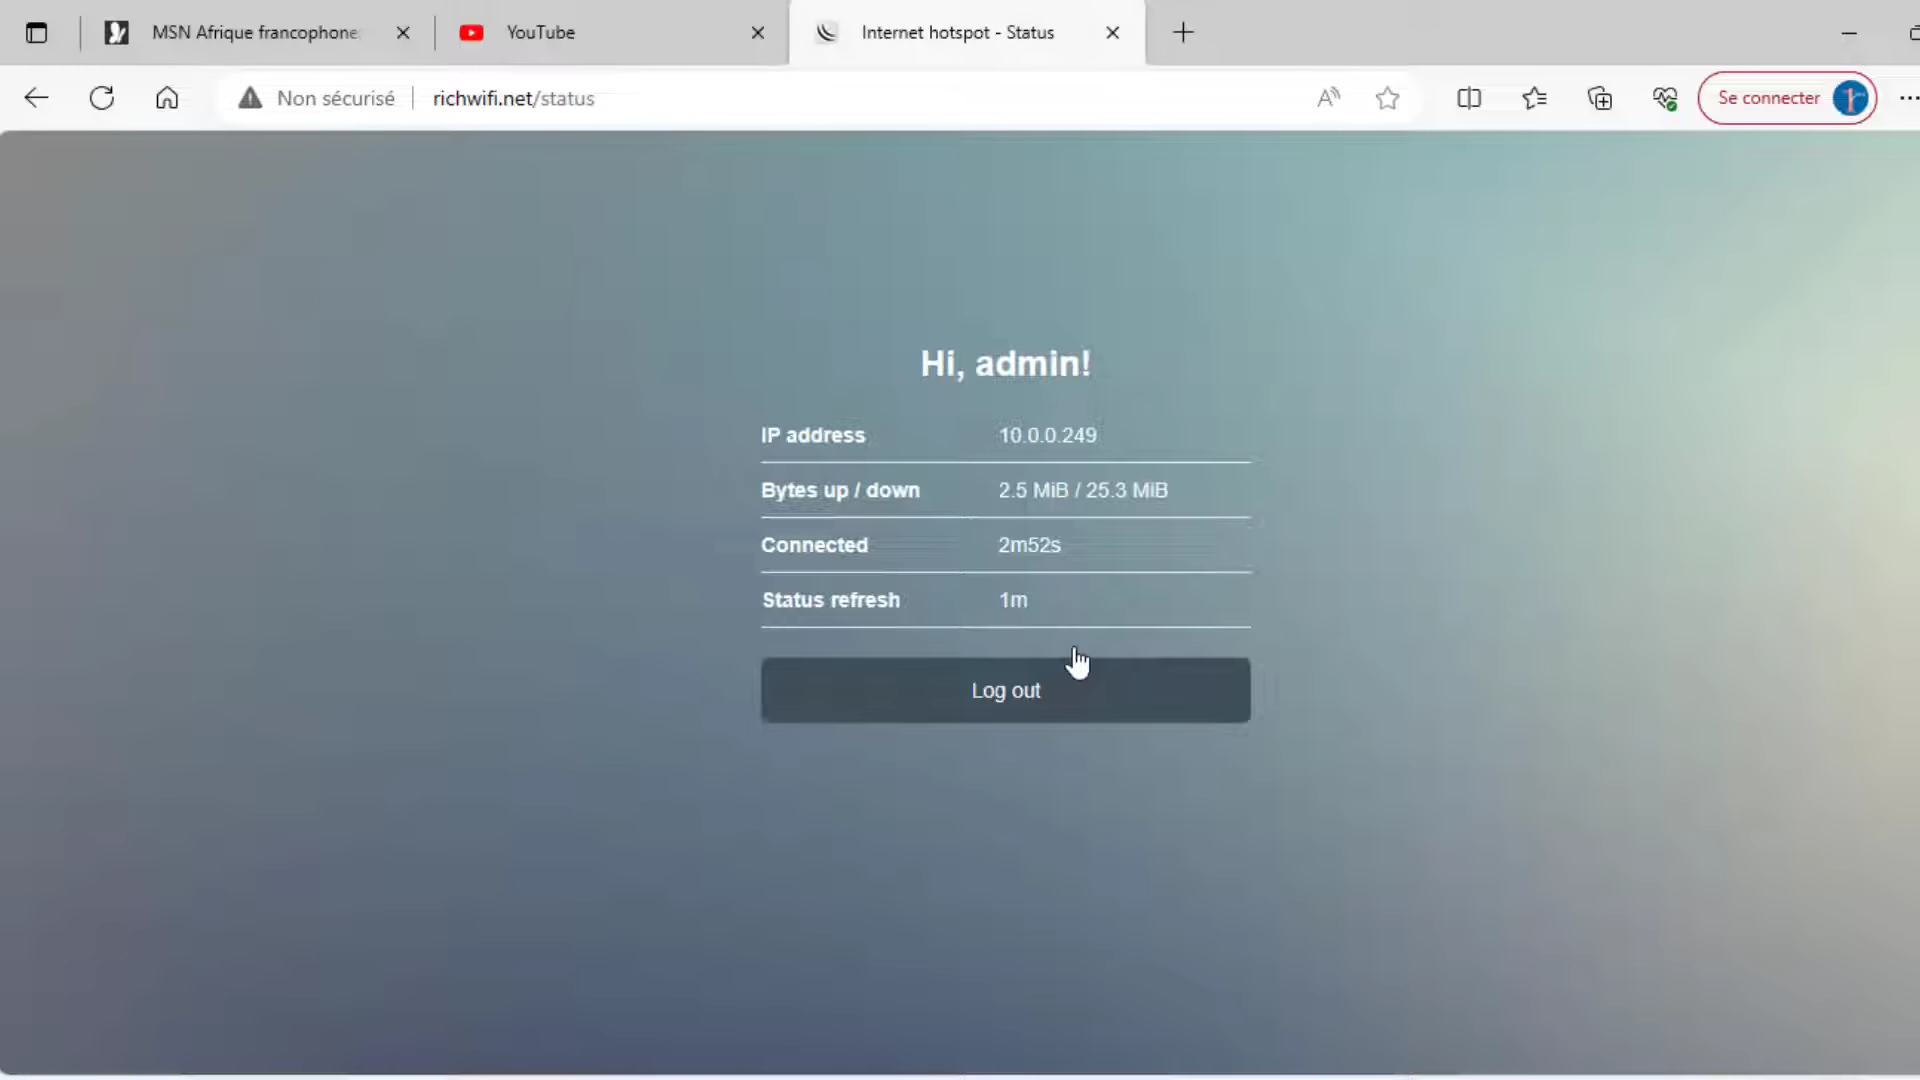 MSN Afrique francophone
YouTube
Internet hotspot - Status
Non sécurisé
richwifi.net/status
Se connecter
Hi, admin!
IP address 10.0.0.249
Bytes up / down 2.5 MiB / 25.3 MiB
Connected 2m52s
Status refresh 1m
Log out